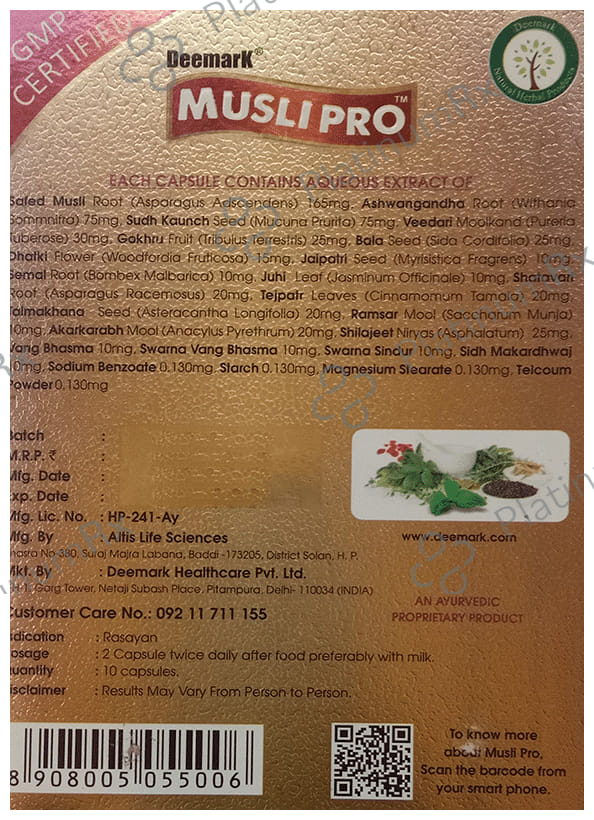 GMP
CERTIFIED
Deemark®
MUSLI PRO™
Deemark
Natural Herbal Products
EACH CAPSULE CONTAINS AQUEOUS EXTRACT OF
Safed Musli Root (Asparagus Adscendens) 165mg, Ashwangandha Root (Withania
Sommnifra) 75mg, Sudh Kaunch Seed (Mucuna Prurita) 75mg, Veedari Moolkand (Pureria
Tuberose) 30mg, Gokhru Fruit (Tribulus Terrestris) 25mg, Bala Seed (Sida Cordifolia) 25mg,
Dhatki Flower (Woodfordia Fruticosa) 15mg, Jaipatri Seed (Myrisistica Fragrens) 10mg,
Semal Root (Bombex Malbarica) 10mg, Juhi Leaf (Jasminum Officinale) 10mg, Shatavari
Root (Asparagus Racemosus) 20mg, Tejpatr Leaves (Cinnamomum Tamala) 20mg,
Talmakhana Seed (Asteracantha Longifolia) 20mg, Ramsar Mool (Saccharum Munja)
10mg, Akarkarabh Mool (Anacylus Pyrethrum) 20mg, Shilajeet Niryas (Asphalatum) 25mg,
Vang Bhasma 10mg, Swarna Vang Bhasma 10mg, Swarna Sindur 10mg, Sidh Makardhwaj
10mg, Sodium Benzoate 0.130mg, Starch 0.130mg, Magnesium Stearate 0.130mg, Telcoum
Powder 0.130mg
Batch :
M.R.P. ₹ :
Mfg. Date :
Exp. Date :
Mfg. Lic. No. : HP-241-Ay
Mfg. By : Altis Life Sciences
hasra No-380, Suraj Majra Labana, Baddi -173205, District Solan, H. P.
Mkt. By : Deemark Healthcare Pvt. Ltd.
H-1, Garg Tower, Netaji Subash Place, Pitampura, Delhi- 110034 (INDIA)
Customer Care No.: 092 11 711 155
www.deemark.com
AN AYURVEDIC
PROPRIETARY PRODUCT
Indication : Rasayan
Dosage : 2 Capsule twice daily after food preferably with milk.
Quantity : 10 capsules.
Disclaimer : Results May Vary From Person to Person.
8 908005 055006
To know more
about Musli Pro,
Scan the barcode from
your smart phone.
PlatinumRx